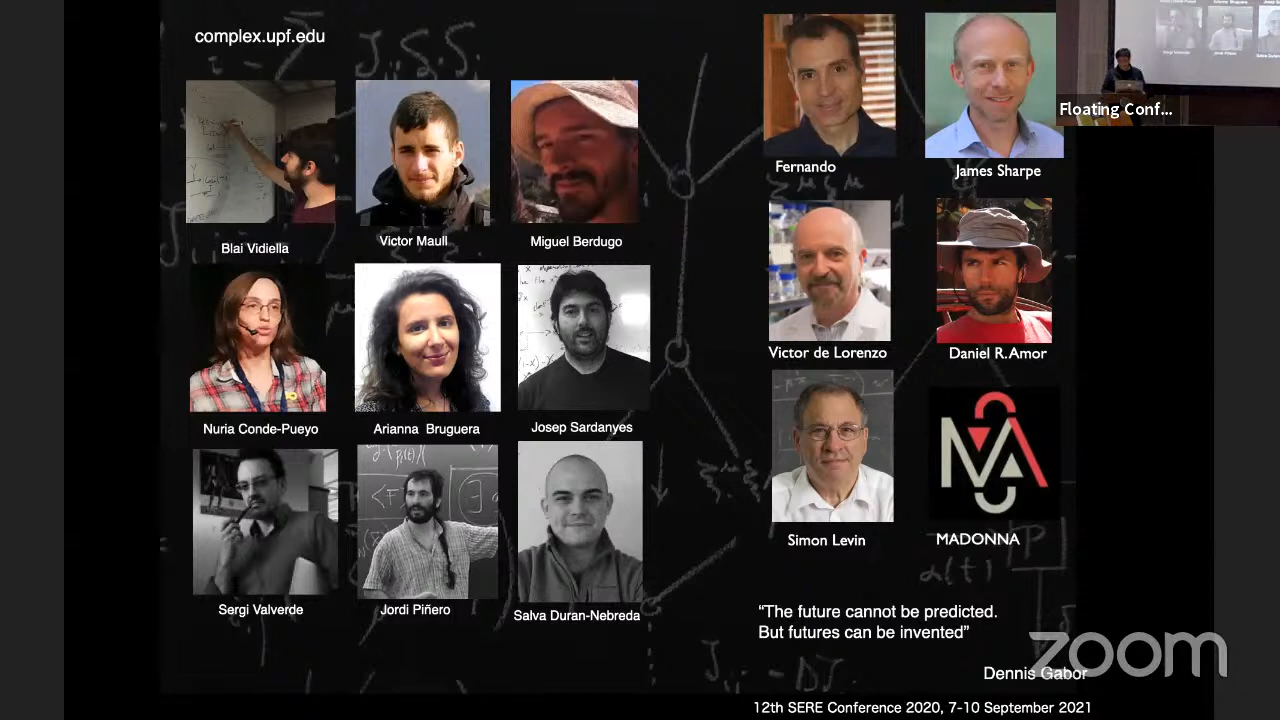 complex.upf.edu
Floating Conf...
Fernando
James Sharpe
Blai Vidiella
Victor Maull
Miguel Berdugo
Victor de Lorenzo
Daniel R.Amor
Nuria Conde-Pueyo
Arianna Bruguera
Josep Sardanyes
Simon Levin
MADONNA
Sergi Valverde
Jordi Piñero
Salva Duran-Nebreda
“The future cannot be predicted.
But futures can be invented”
zoom
Dennis Gabor
12th SERE Conference 2020, 7-10 September 2021